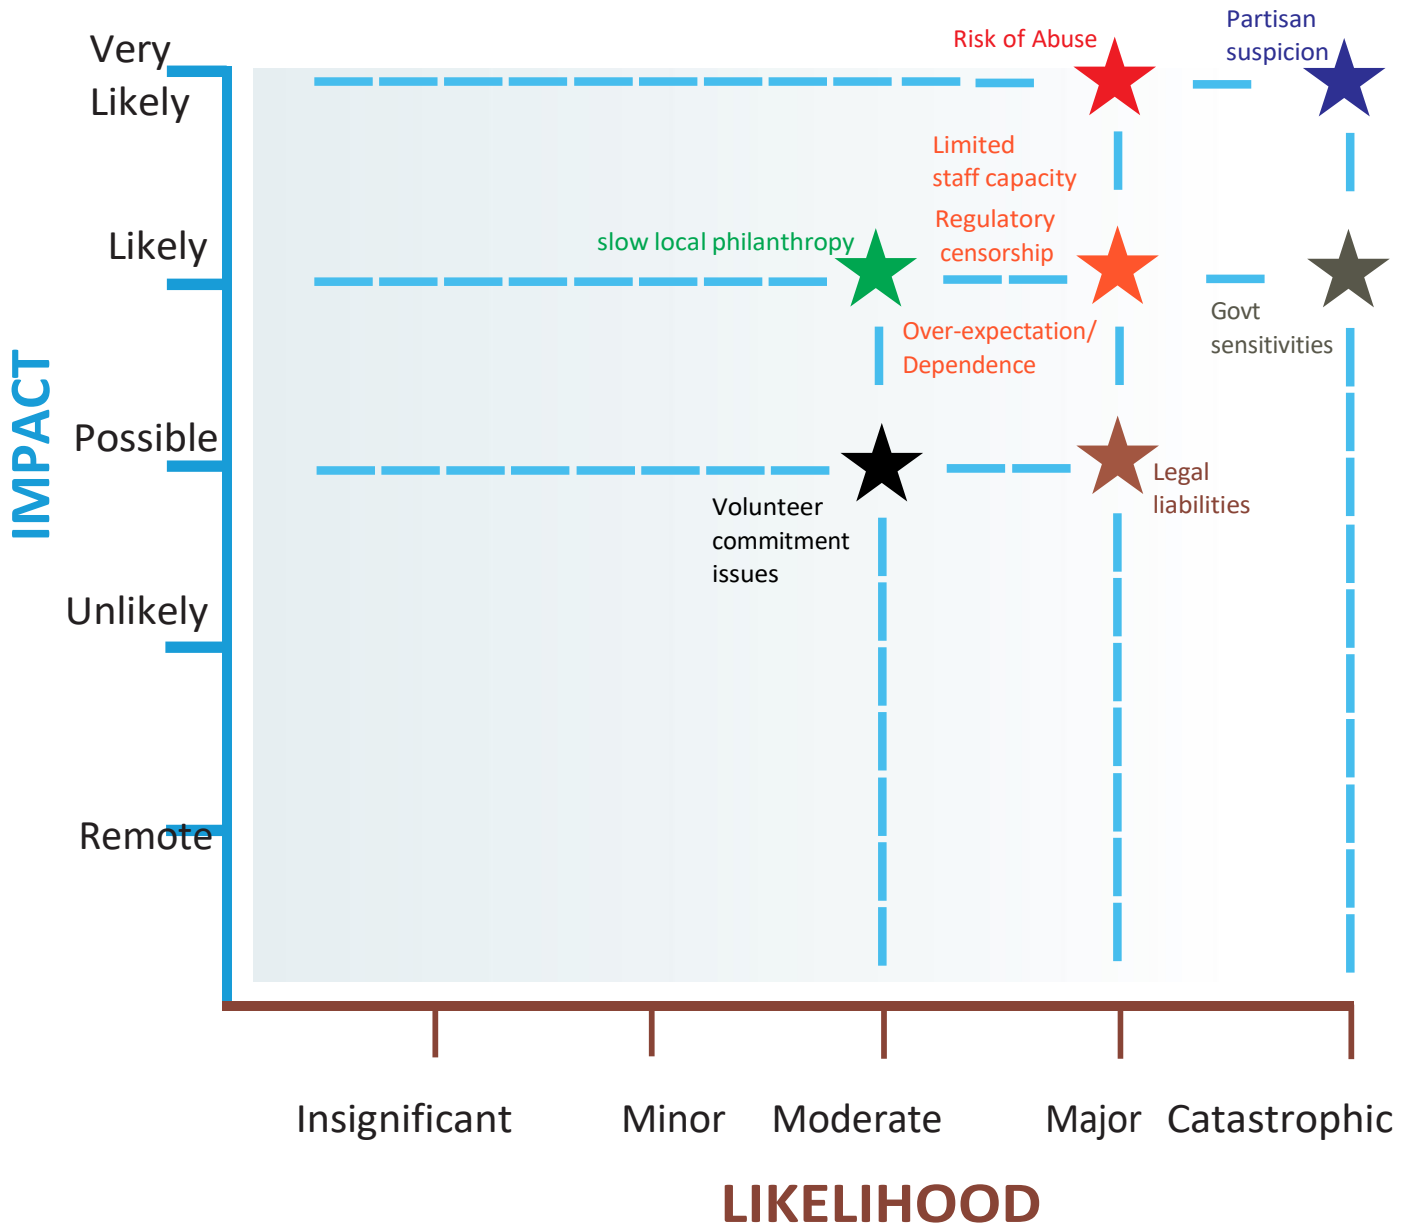 Partisan
suspicion
Risk of Abuse
Very
Likely
Limited
staff capacity
Regulatory
censorship
slow local philanthropy
Likely
Govt
sensitivities
Over-expectation/
Dependence
IMPACT
Possible
Legal
liabilities
Volunteer
commitment
issues
Unlikely
Remote
Insignificant
Minor
Moderate
Major
Catastrophic
LIKELIHOOD